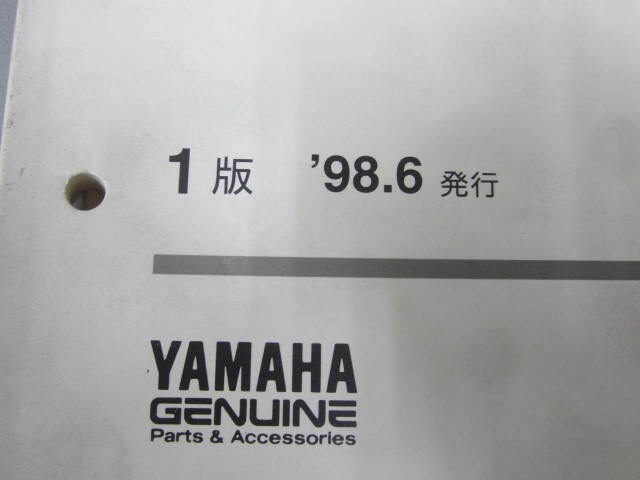 1版 '98.6 発行
YAMAHA
GENUINE
Parts & Accessories